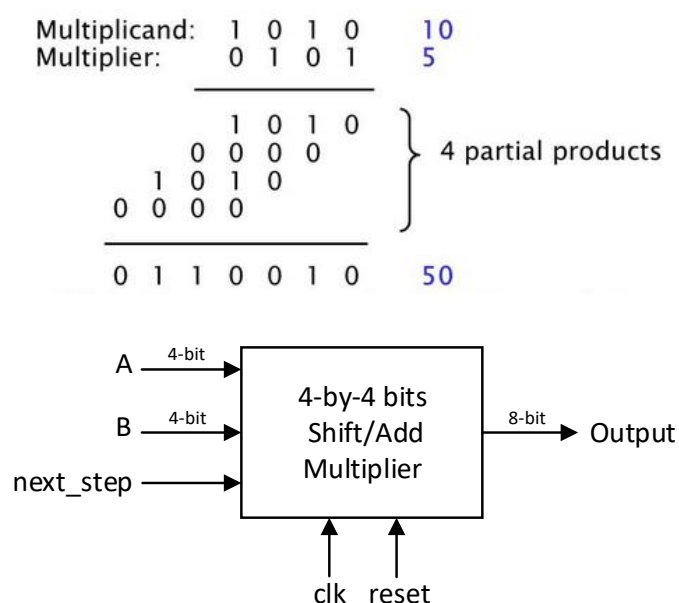 Multiplicand: 1 0 1 0 10
Multiplier: 0 1 0 1 5
1 0 1 0
0 0 0 0
4 partial products
1 0 1 0
0 0 0 0
0 1 1 0 0 1 0 50
A 4-bit
B 4-bit
next_step
4-by-4 bits
Shift/Add
Multiplier
8-bit Output
clk reset